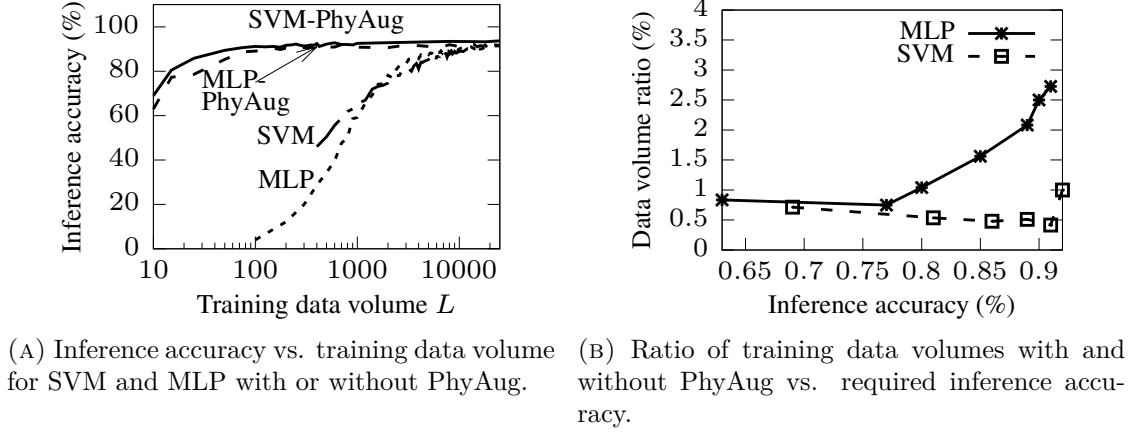 100
80
60
40
20
0
10
100
1000
10000
Inference accuracy (%)
Training data volume L
SVM-PhyAug
MLP-
PhyAug
SVM
MLP
4
3.5
3
2.5
2
1.5
1
0.5
0
0.65
0.7
0.75
0.8
0.85
0.9
Data volume ratio (%)
Inference accuracy (%)
MLP
SVM
(A) Inference accuracy vs. training data volume
for SVM and MLP with or without PhyAug.
(B) Ratio of training data volumes with and
without PhyAug vs. required inference accu-
racy.